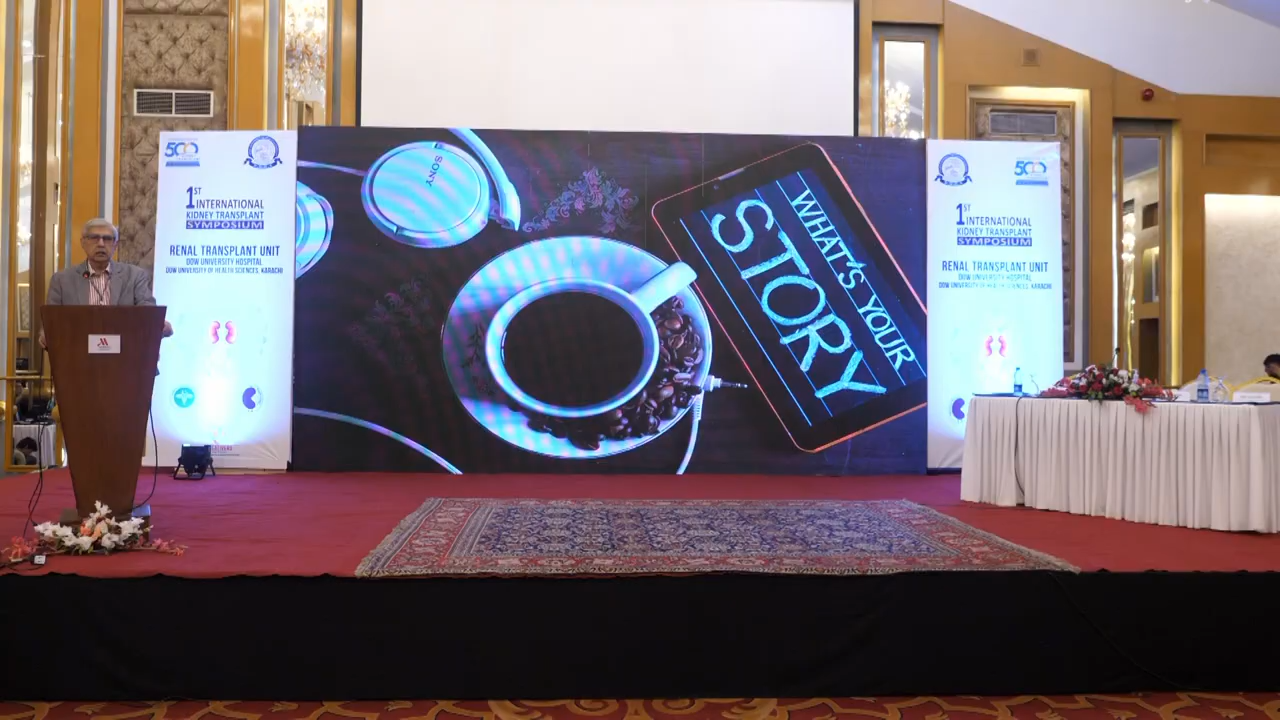 500
1ST
INTERNATIONAL
KIDNEY TRANSPLANT
SYMPOSIUM
RENAL TRANSPLANT UNIT
DOW UNIVERSITY HOSPITAL
DOW UNIVERSITY OF HEALTH SCIENCES, KARACHI
SONY
WHAT'S YOUR
STORY
500
1ST
INTERNATIONAL
KIDNEY TRANSPLANT
SYMPOSIUM
RENAL TRANSPLANT UNIT
DOW UNIVERSITY HOSPITAL
DOW UNIVERSITY OF HEALTH SCIENCES, KARACHI